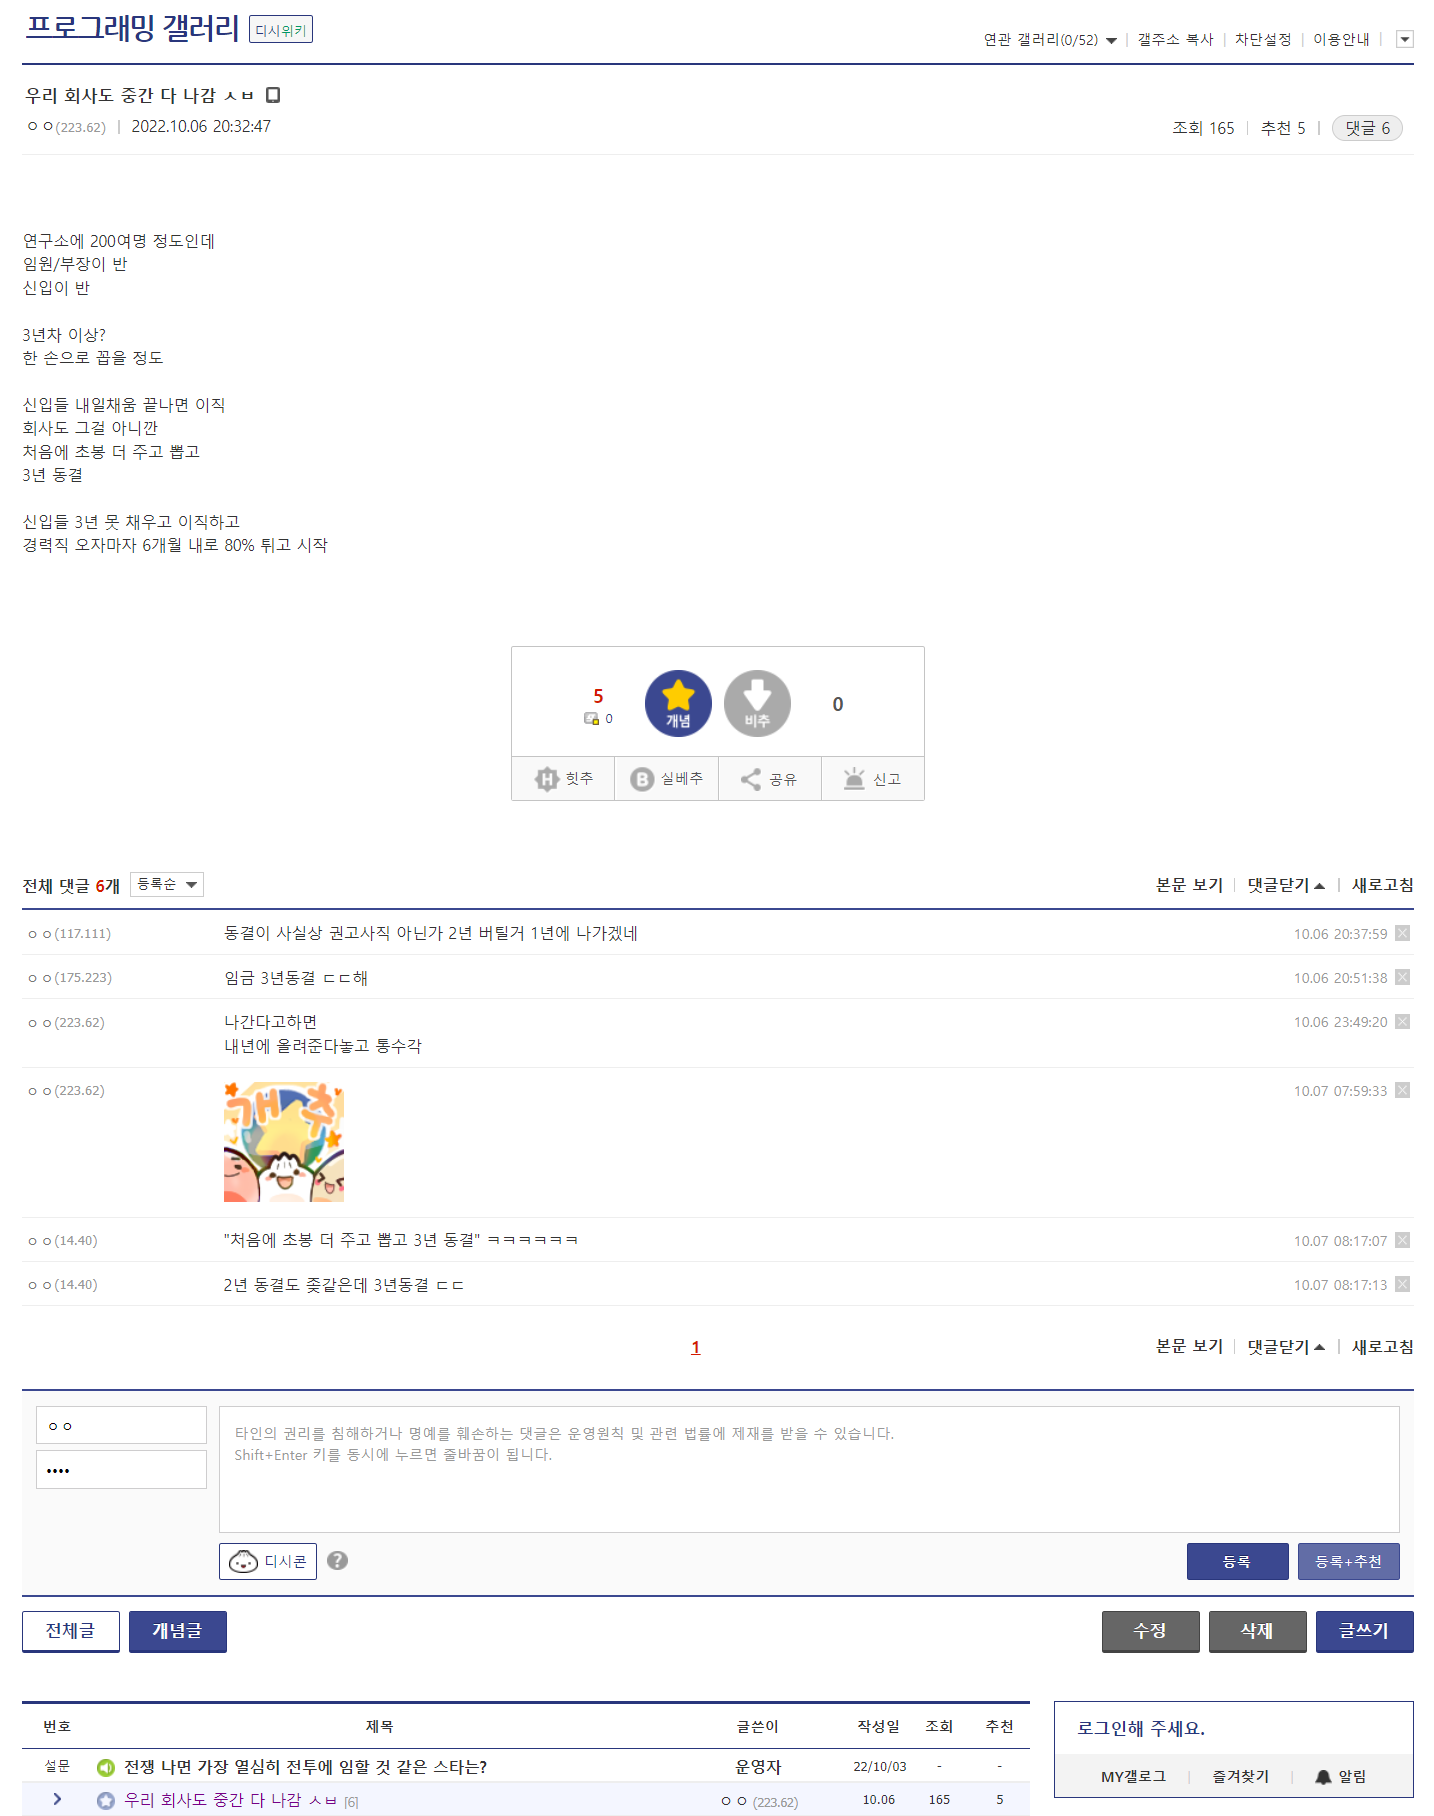 프로그래밍 갤러리 디시위키
연관 갤러리(0/52) | 갤주소 복사 | 차단설정 | 이용안내 |
우리 회사도 중간 다 나감 ㅅㅂ
ㅇㅇ(223.62) | 2022.10.06 20:32:47
조회 165 | 추천 5 | 댓글 6
연구소에 200여명 정도인데
임원/부장이 반
신입이 반
3년차 이상?
한 손으로 꼽을 정도
신입들 내일채움 끝나면 이직
회사도 그걸 아니깐
처음에 초봉 더 주고 뽑고
3년 동결
신입들 3년 못 채우고 이직하고
경력직 오자마자 6개월 내로 80% 튀고 시작
5
0
개념
비추
0
힛추
실베추
공유
신고
전체 댓글 6개 등록순
본문 보기 | 댓글닫기 | 새로고침
ㅇㅇ(117.111) 동결이 사실상 권고사직 아닌가 2년 버틸거 1년에 나가겠네 10.06 20:37:59
ㅇㅇ(175.223) 임금 3년동결 ㄷㄷ해 10.06 20:51:38
ㅇㅇ(223.62) 나간다고하면 10.06 23:49:20
내년에 올려준다놓고 통수각
ㅇㅇ(223.62) 10.07 07:59:33
개추
ㅇㅇ(14.40) "처음에 초봉 더 주고 뽑고 3년 동결" ㅋㅋㅋㅋㅋㅋ 10.07 08:17:07
ㅇㅇ(14.40) 2년 동결도 좆같은데 3년동결 ㄷㄷ 10.07 08:17:13
1
본문 보기 | 댓글닫기 | 새로고침
ㅇㅇ
••••
타인의 권리를 침해하거나 명예를 훼손하는 댓글은 운영원칙 및 관련 법률에 제재를 받을 수 있습니다.
Shift+Enter 키를 동시에 누르면 줄바꿈이 됩니다.
디시콘 ?
등록 등록+추천
전체글 개념글
수정 삭제 글쓰기
번호 제목 글쓴이 작성일 조회 추천
설문 전쟁 나면 가장 열심히 전투에 임할 것 같은 스타는? 운영자 22/10/03 - -
우리 회사도 중간 다 나감 ㅅㅂ [6] ㅇㅇ (223.62) 10.06 165 5
로그인해 주세요.
MY갤로그 | 즐겨찾기 | 알림